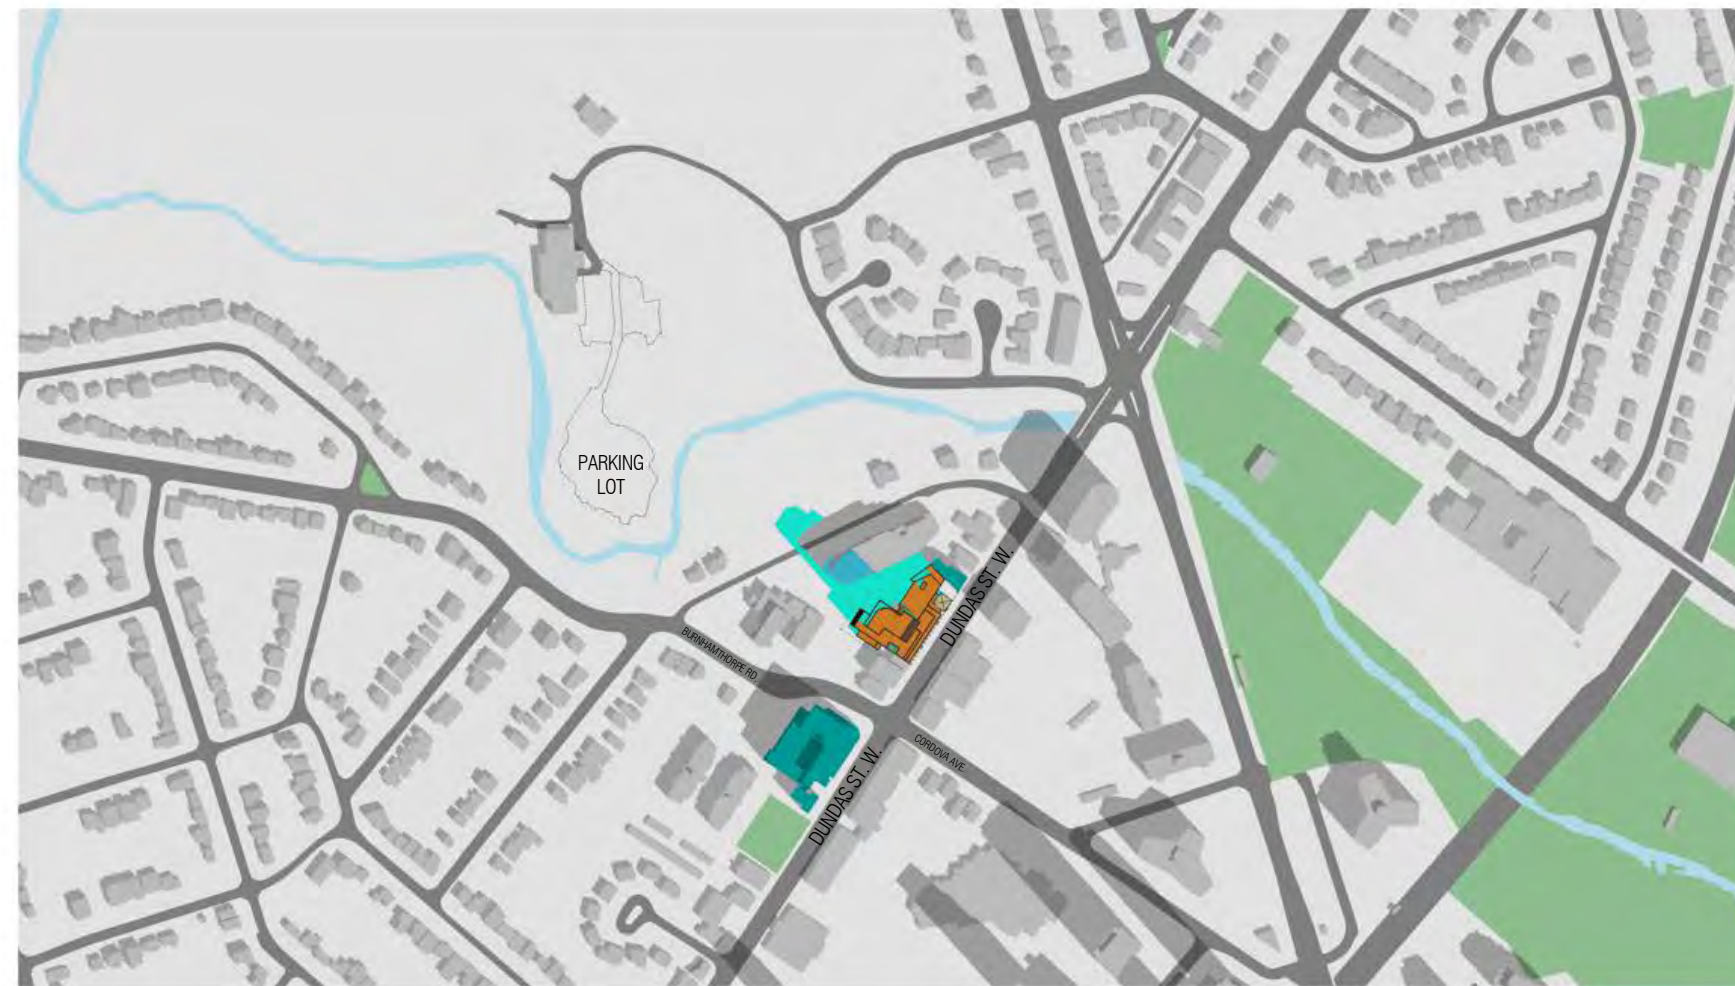 PARKING
LOT
DUNDAS ST. W.
BURNHAMTHORPE RD.
CORDOVA AVE.
DUNDAS ST. W.